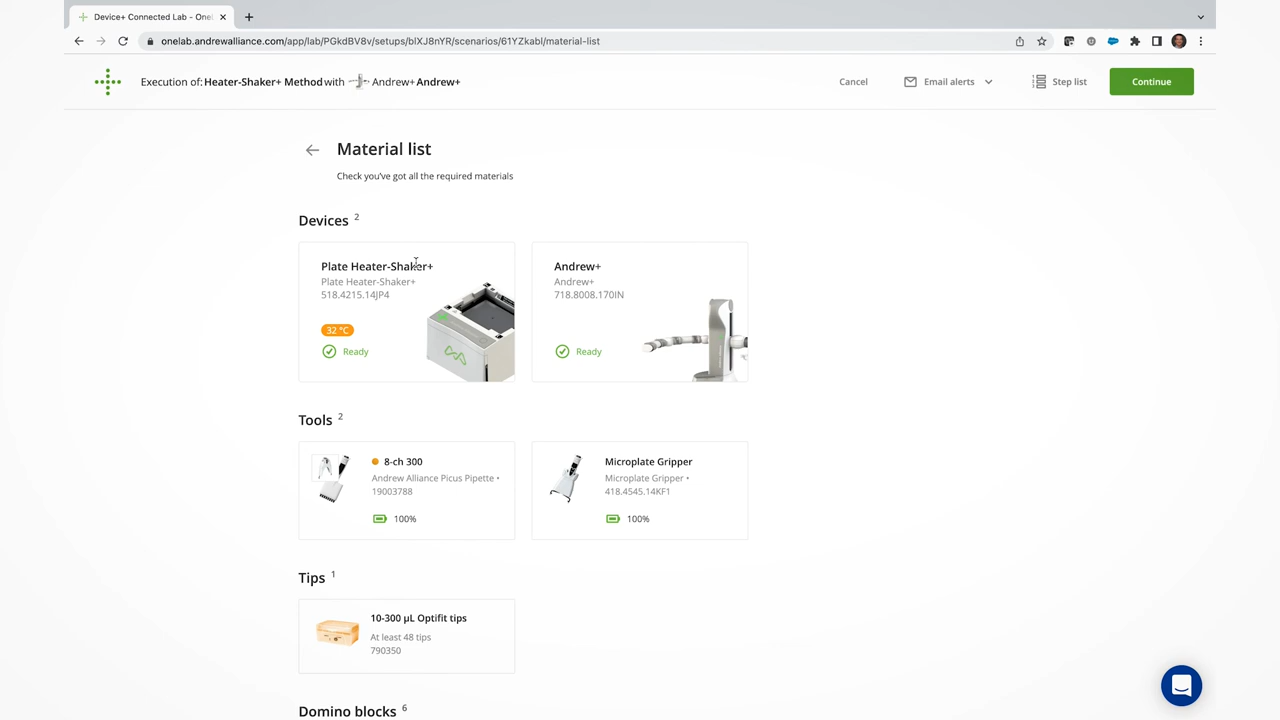 Device+ Connected Lab - One
onelab.andrewalliance.com/app/lab/PGkdBV8v/setups/blXJ8nYR/scenarios/61YZkabl/material-list
Execution of: Heater-Shaker+ Method with Andrew+ Andrew+
Cancel
Email alerts
Step list
Continue
Material list
Check you've got all the required materials
Devices 2
Plate Heater-Shaker+
Plate Heater-Shaker+
518.4215.14JP4
32 °C
Ready
Andrew+
Andrew+
718.8008.170IN
Ready
Tools 2
8-ch 300
Andrew Alliance Picus Pipette •
19003788
100%
Microplate Gripper
Microplate Gripper •
418.4545.14KF1
100%
Tips 1
10-300 µL Optifit tips
At least 48 tips
790350
Domino blocks 6